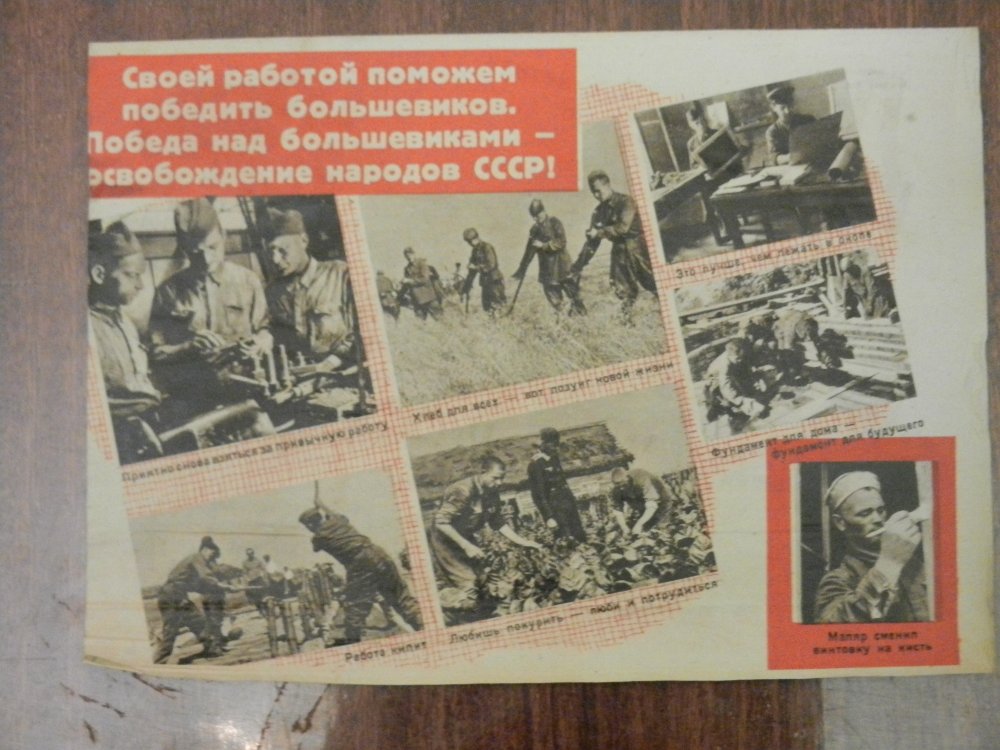 Своей работой поможем
победить большевиков.
Победа над большевиками —
освобождение народов СССР!
Это лучше, чем лежать в окопе
Хлеб для всех — вот лозунг новой жизни
Приятно снова взяться за привычную работу
Фундамент для дома —
фундамент для будущего
Работа кипит
Любишь покурить — люби и потрудиться
Маляр сменил
винтовку на кисть